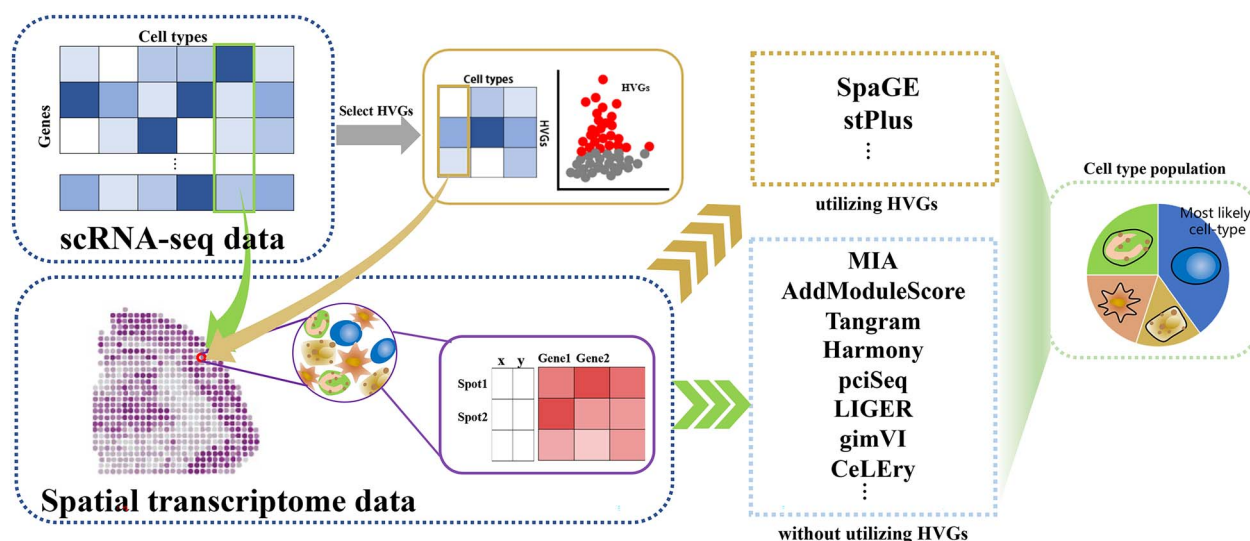 Cell types
Genes
⋮
scRNA-seq data
Select HVGs
Cell types
HVGs
HVGs
SpaGE
stPlus
⋮
utilizing HVGs
MIA
AddModuleScore
Tangram
Harmony
pciSeq
LIGER
gimVI
CeLEry
⋮
without utilizing HVGs
x y Gene1 Gene2
Spot1
Spot2
Spatial transcriptome data
Cell type population
Most likely
cell-type